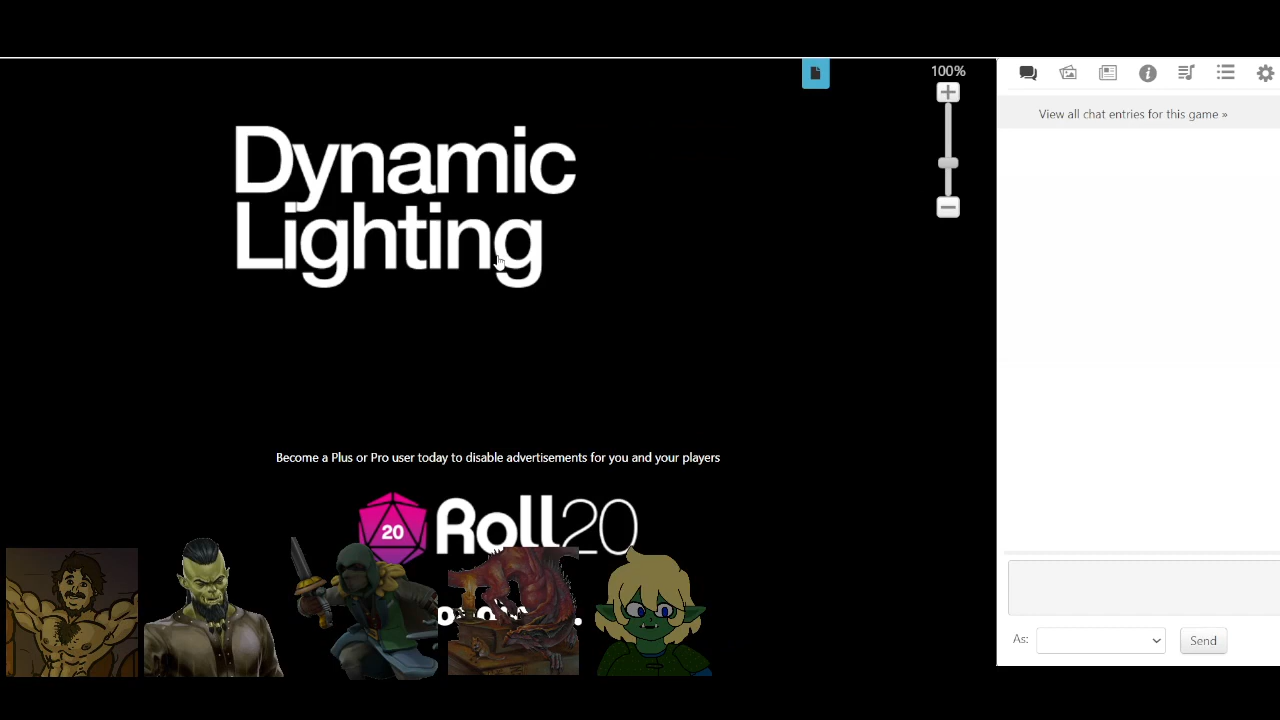 100%
View all chat entries for this game »
Dynamic
Lighting
Become a Plus or Pro user today to disable advertisements for you and your players
20
Roll20
As:
Send